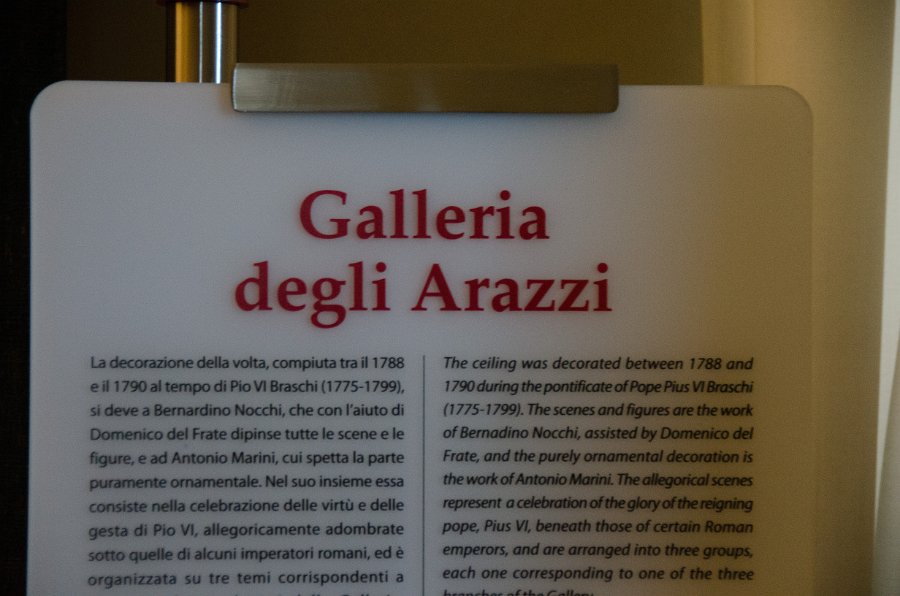 Galleria
degli Arazzi
La decorazione della volta, compiuta tra il 1788
e il 1790 al tempo di Pio VI Braschi (1775-1799),
si deve a Bernardino Nocchi, che con l'aiuto di
Domenico del Frate dipinse tutte le scene e le
figure, e ad Antonio Marini, cui spetta la parte
puramente ornamentale. Nel suo insieme essa
consiste nella celebrazione delle virtù e delle
gesta di Pio VI, allegoricamente adombrate
sotto quelle di alcuni imperatori romani, ed è
organizzata su tre temi corrispondenti a
The ceiling was decorated between 1788 and
1790 during the pontificate of Pope Pius VI Braschi
(1775-1799). The scenes and figures are the work
of Bernadino Nocchi, assisted by Domenico del
Frate, and the purely ornamental decoration is
the work of Antonio Marini. The allegorical scenes
represent a celebration of the glory of the reigning
pope, Pius VI, beneath those of certain Roman
emperors, and are arranged into three groups,
each one corresponding to one of the three
branches of the Gallery